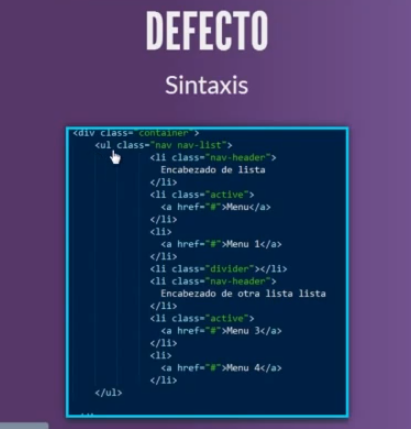 DEFECTO
Sintaxis
<div class="container">
<ul class="nav nav-list">
<li class="nav-header">
Encabezado de lista
</li>
<li class="active">
<a href="#">Menu</a>
</li>
<li>
<a href="#">Menu 1</a>
</li>
<li class="divider"></li>
<li class="nav-header">
Encabezado de otra lista lista
</li>
<li class="active">
<a href="#">Menu 3</a>
</li>
<li>
<a href="#">Menu 4</a>
</li>
</ul>